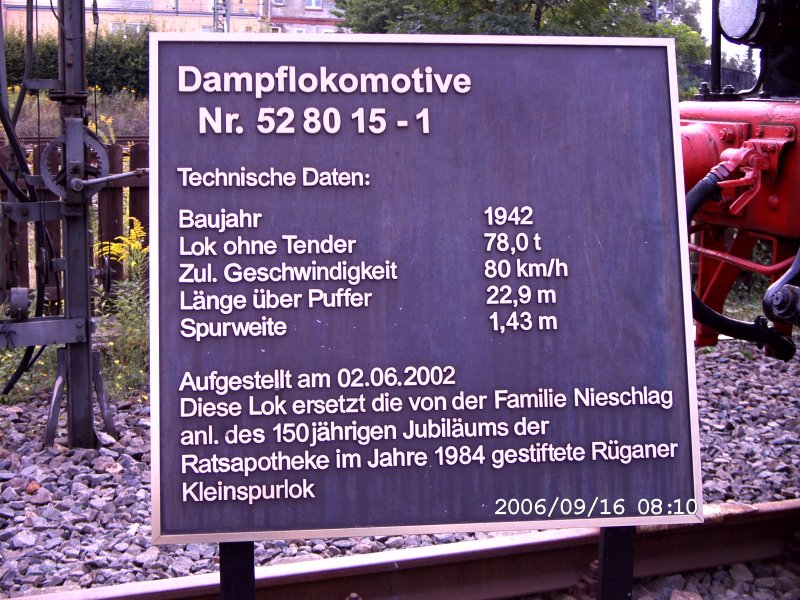 Dampflokomotive
Nr. 52 80 15 - 1
Technische Daten:
Baujahr 1942
Lok ohne Tender 78,0 t
Zul. Geschwindigkeit 80 km/h
Länge über Puffer 22,9 m
Spurweite 1,43 m
Aufgestellt am 02.06.2002
Diese Lok ersetzt die von der Familie Nieschlag
anl. des 150jährigen Jubiläums der
Ratsapotheke im Jahre 1984 gestiftete Rüganer
Kleinspurlok
2006/09/16 08:10